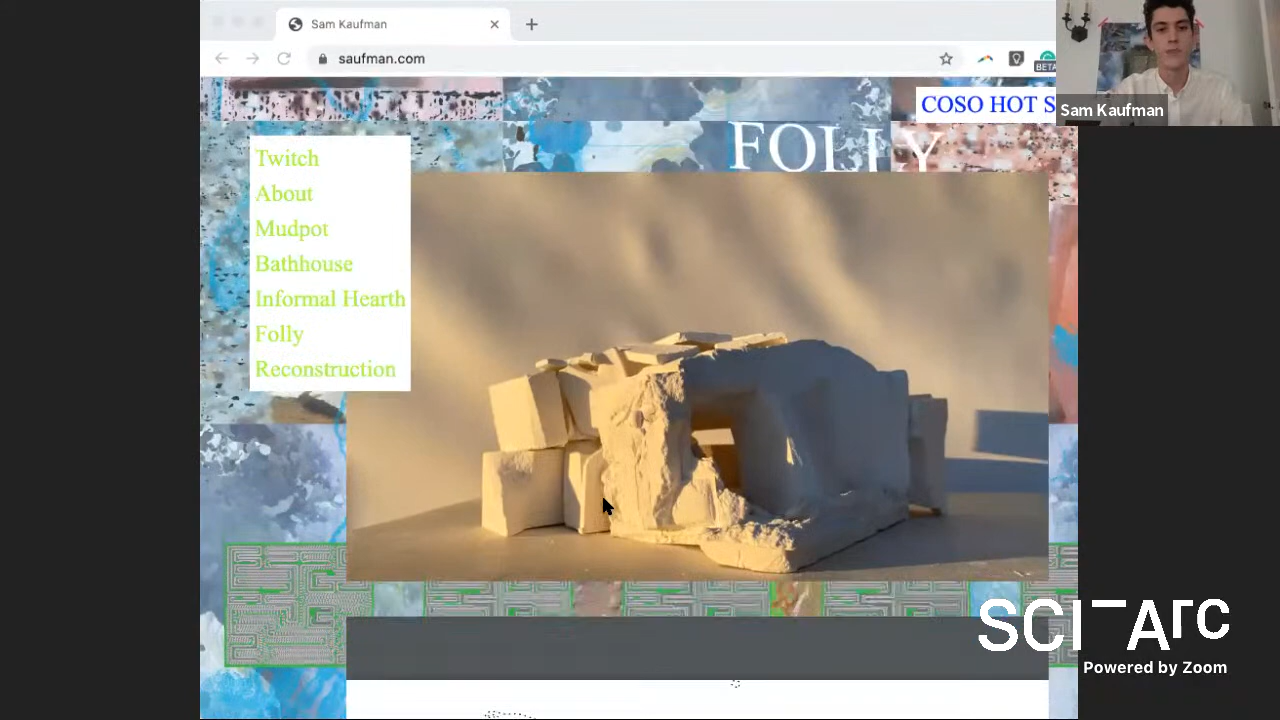 Sam Kaufman
saufman.com
BETA
COSO HOT S
Sam Kaufman
FOLLY
Twitch
About
Mudpot
Bathhouse
Informal Hearth
Folly
Reconstruction
SCI-Arc
Powered by Zoom